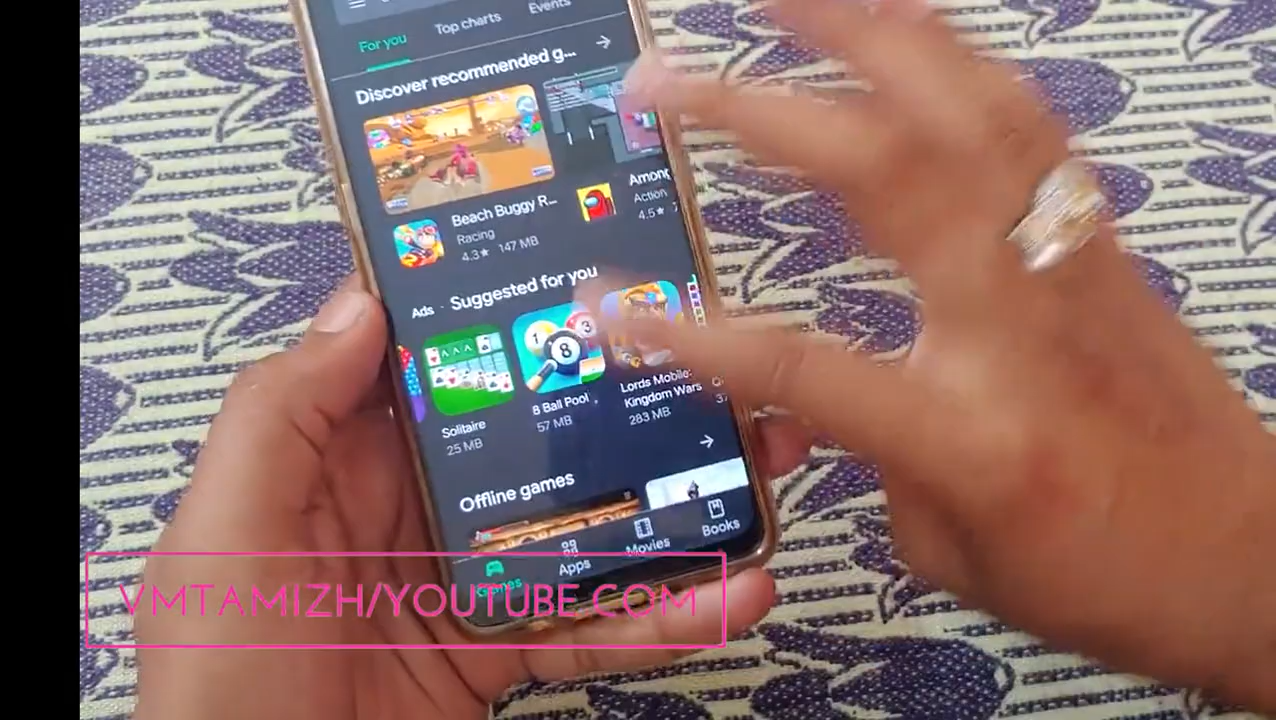 For you
Top charts
Events
Discover recommended g...
Beach Buggy R...
Racing
4.3★ 147 MB
Among
Action
4.5★
Ads · Suggested for you
Solitaire
25 MB
8 Ball Pool
57 MB
Lords Mobile:
Kingdom Wars
283 MB
Offline games
Games
Apps
Movies
Books
VMTAMIZH/YOUTUBE.COM